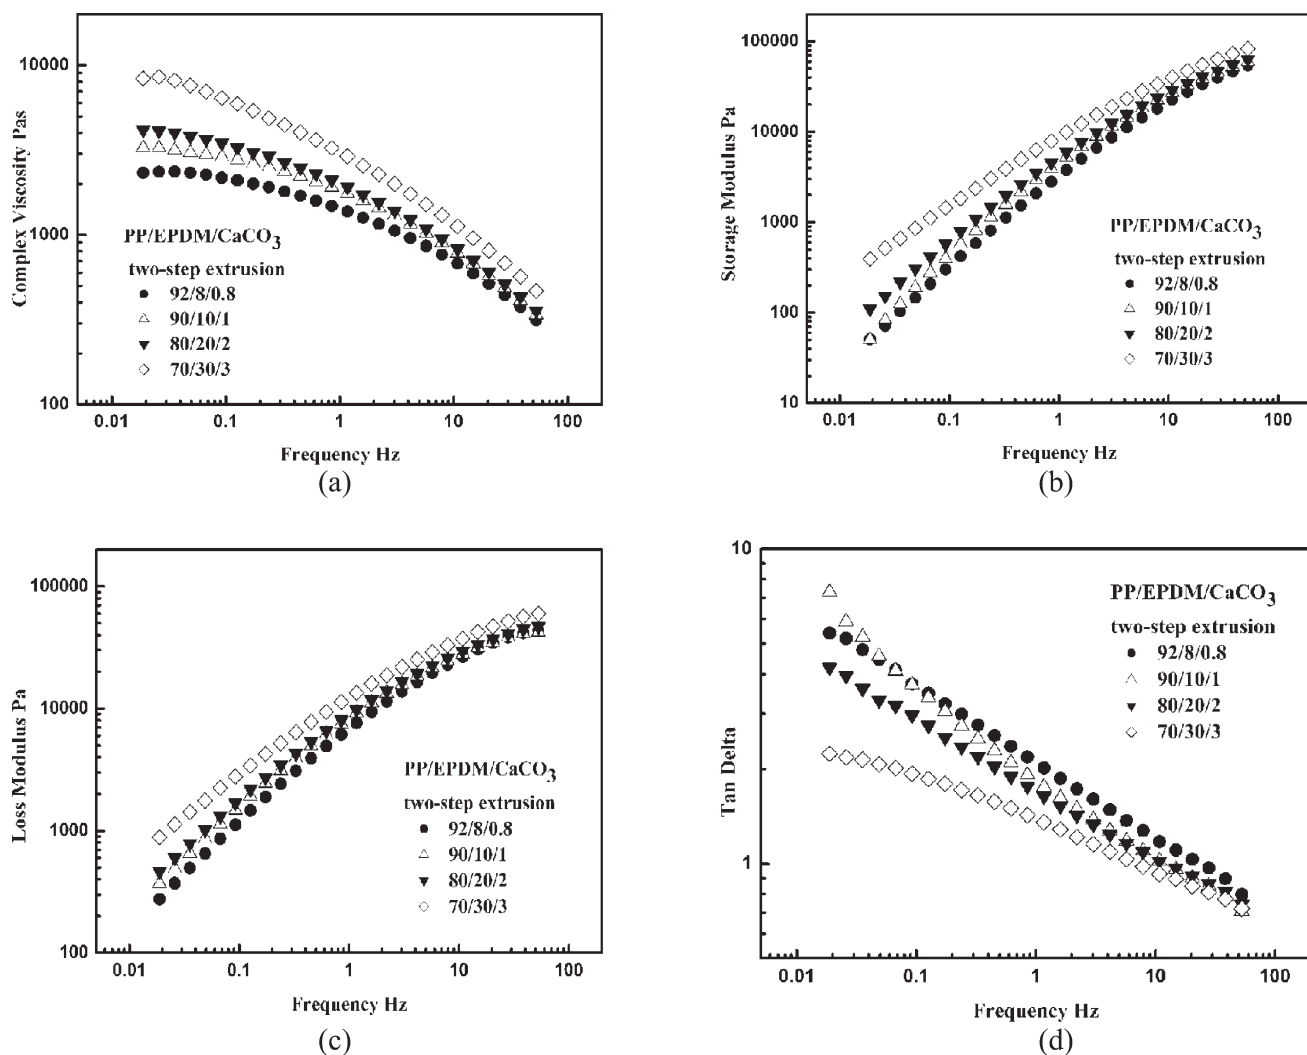 10000
1000
100
0.01 0.1 1 10 100
Complex Viscosity Pas
Frequency Hz
PP/EPDM/CaCO3
two-step extrusion
92/8/0.8
90/10/1
80/20/2
70/30/3
(a)
100000
10000
1000
100
10
0.01 0.1 1 10 100
Storage Modulus Pa
Frequency Hz
PP/EPDM/CaCO3
two-step extrusion
92/8/0.8
90/10/1
80/20/2
70/30/3
(b)
100000
10000
1000
100
0.01 0.1 1 10 100
Loss Modulus Pa
Frequency Hz
PP/EPDM/CaCO3
two-step extrusion
92/8/0.8
90/10/1
80/20/2
70/30/3
(c)
10
1
0.01 0.1 1 10 100
Tan Delta
Frequency Hz
PP/EPDM/CaCO3
two-step extrusion
92/8/0.8
90/10/1
80/20/2
70/30/3
(d)